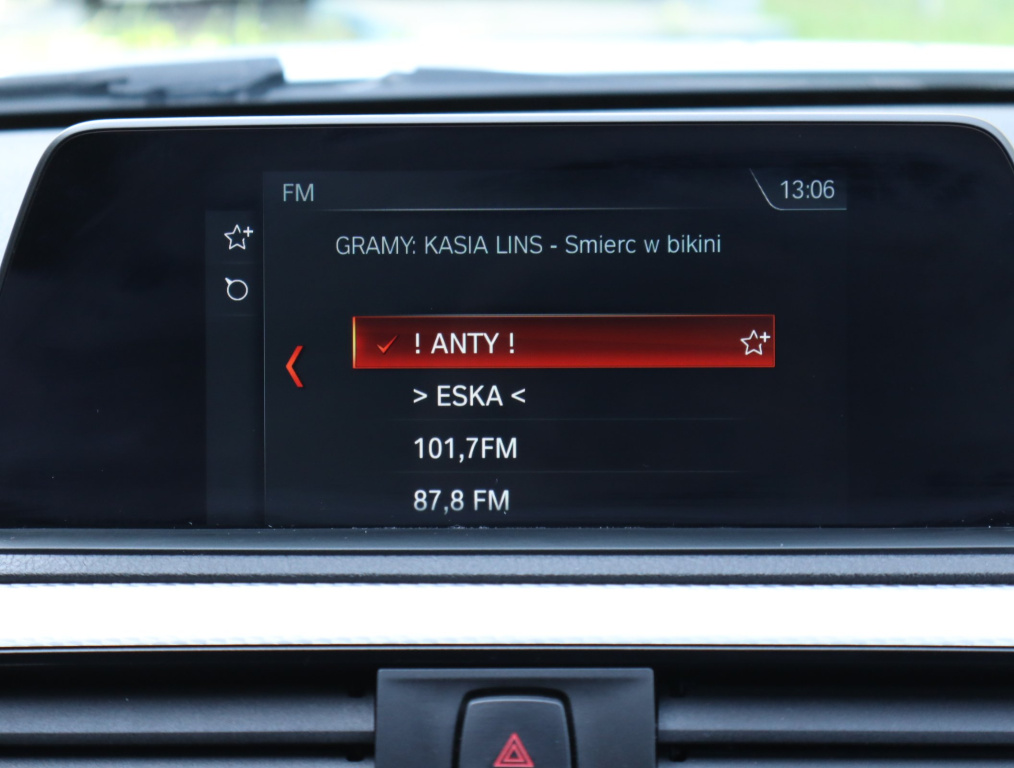 FM
13:06
GRAMY: KASIA LINS - Smierc w bikini
! ANTY !
> ESKA <
101,7FM
87,8 FM